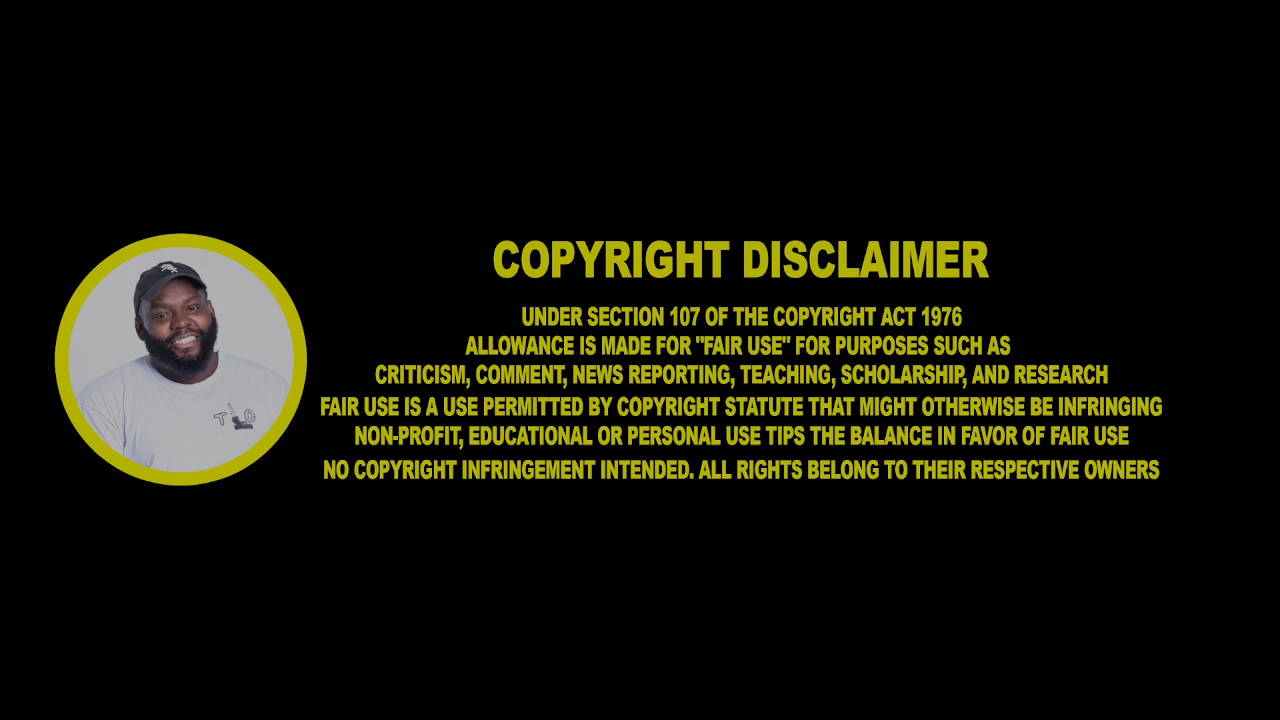 COPYRIGHT DISCLAIMER
UNDER SECTION 107 OF THE COPYRIGHT ACT 1976
ALLOWANCE IS MADE FOR "FAIR USE" FOR PURPOSES SUCH AS
CRITICISM, COMMENT, NEWS REPORTING, TEACHING, SCHOLARSHIP, AND RESEARCH
FAIR USE IS A USE PERMITTED BY COPYRIGHT STATUTE THAT MIGHT OTHERWISE BE INFRINGING
NON-PROFIT, EDUCATIONAL OR PERSONAL USE TIPS THE BALANCE IN FAVOR OF FAIR USE
NO COPYRIGHT INFRINGEMENT INTENDED. ALL RIGHTS BELONG TO THEIR RESPECTIVE OWNERS